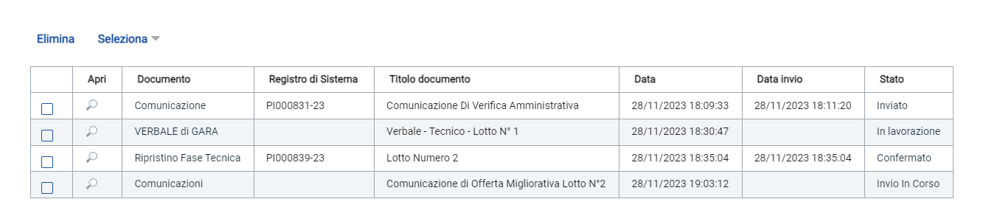 Elimina Seleziona
Apri Documento Registro di Sistema Titolo documento Data Data invio Stato
Comunicazione PI000831-23 Comunicazione Di Verifica Amministrativa 28/11/2023 18:09:33 28/11/2023 18:11:20 Inviato
VERBALE di GARA Verbale - Tecnico - Lotto N° 1 28/11/2023 18:30:47 In lavorazione
Ripristino Fase Tecnica PI000839-23 Lotto Numero 2 28/11/2023 18:35:04 28/11/2023 18:35:04 Confermato
Comunicazioni Comunicazione di Offerta Migliorativa Lotto N°2 28/11/2023 19:03:12 Invio In Corso